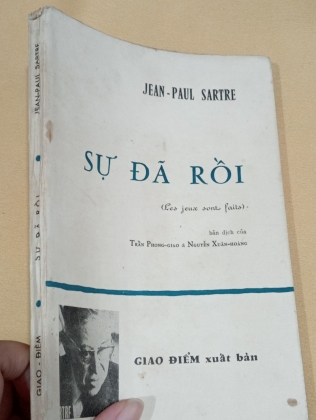 JEAN-PAUL SARTRE
SỰ ĐÃ RỒI
(Les jeux sont faits)
bản dịch của
TRẦN PHONG-GIAO & NGUYỄN XUÂN-HOÀNG
GIAO ĐIỂM xuất bản
JEAN-PAUL SARTRE
SỰ ĐÃ RỒI
GIAO - ĐIỂM
SARTRE